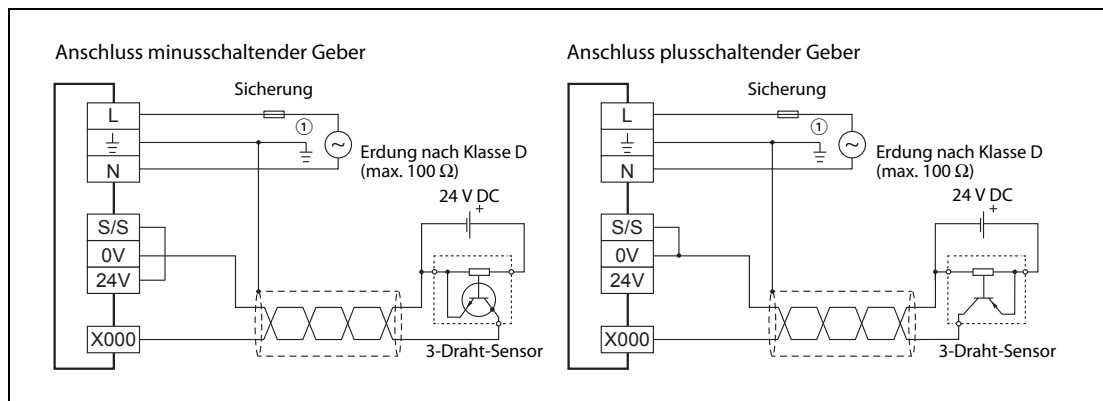 Anschluss minusschaltender Geber
Sicherung
L
①
N
Erdung nach Klasse D
(max. 100 Ω)
24 V DC
+
S/S
0V
24V
X000
3-Draht-Sensor
Anschluss plusschaltender Geber
Sicherung
L
①
N
Erdung nach Klasse D
(max. 100 Ω)
24 V DC
+
S/S
0V
24V
X000
3-Draht-Sensor